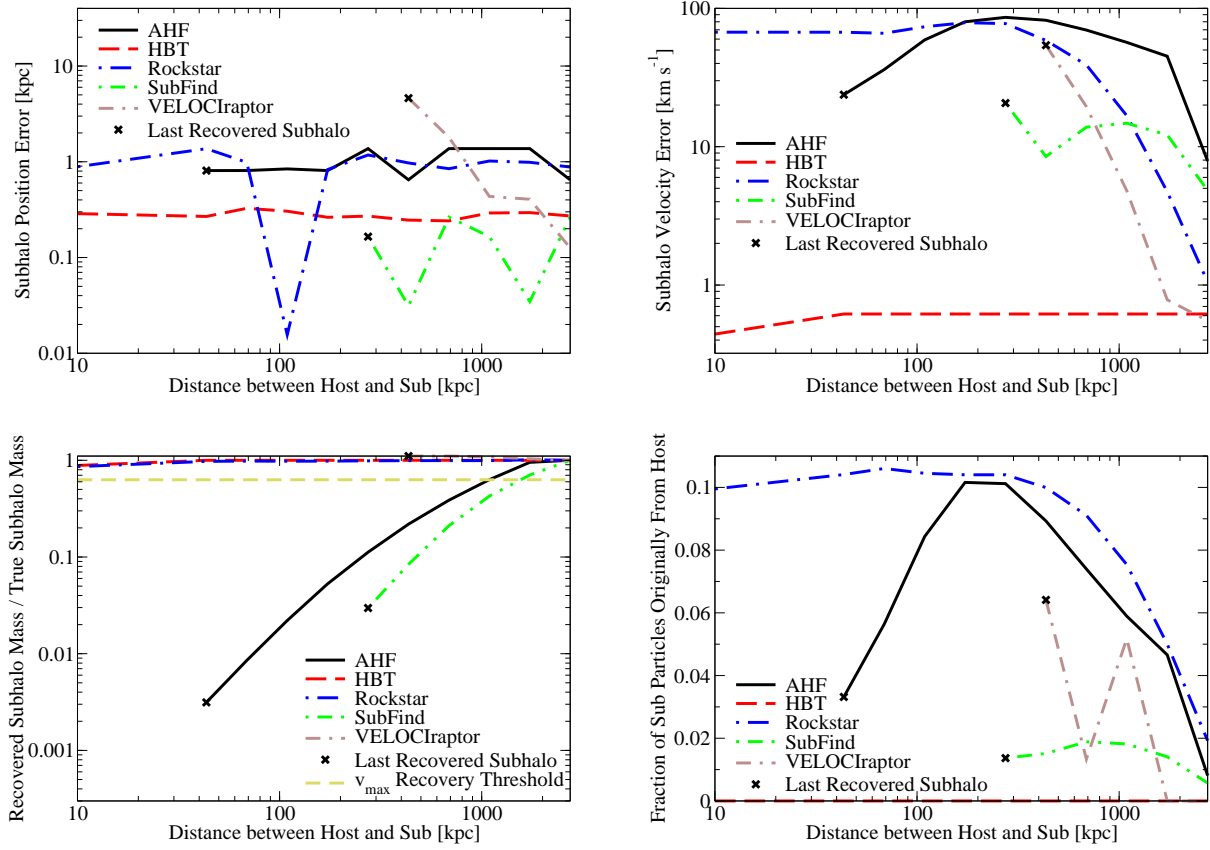 10
1
0.1
0.01
Subhalo Position Error [kpc]
AHF
HBT
Rockstar
SubFind
VELOCIraptor
Last Recovered Subhalo
10 100 1000
Distance between Host and Sub [kpc]
100
10
1
Subhalo Velocity Error [km s⁻¹]
AHF
HBT
Rockstar
SubFind
VELOCIraptor
Last Recovered Subhalo
10 100 1000
Distance between Host and Sub [kpc]
1
0.1
0.01
0.001
Recovered Subhalo Mass / True Subhalo Mass
AHF
HBT
Rockstar
SubFind
VELOCIraptor
Last Recovered Subhalo
v_max Recovery Threshold
10 100 1000
Distance between Host and Sub [kpc]
0.1
0.08
0.06
0.04
0.02
0
Fraction of Sub Particles Originally From Host
AHF
HBT
Rockstar
SubFind
VELOCIraptor
Last Recovered Subhalo
10 100 1000
Distance between Host and Sub [kpc]